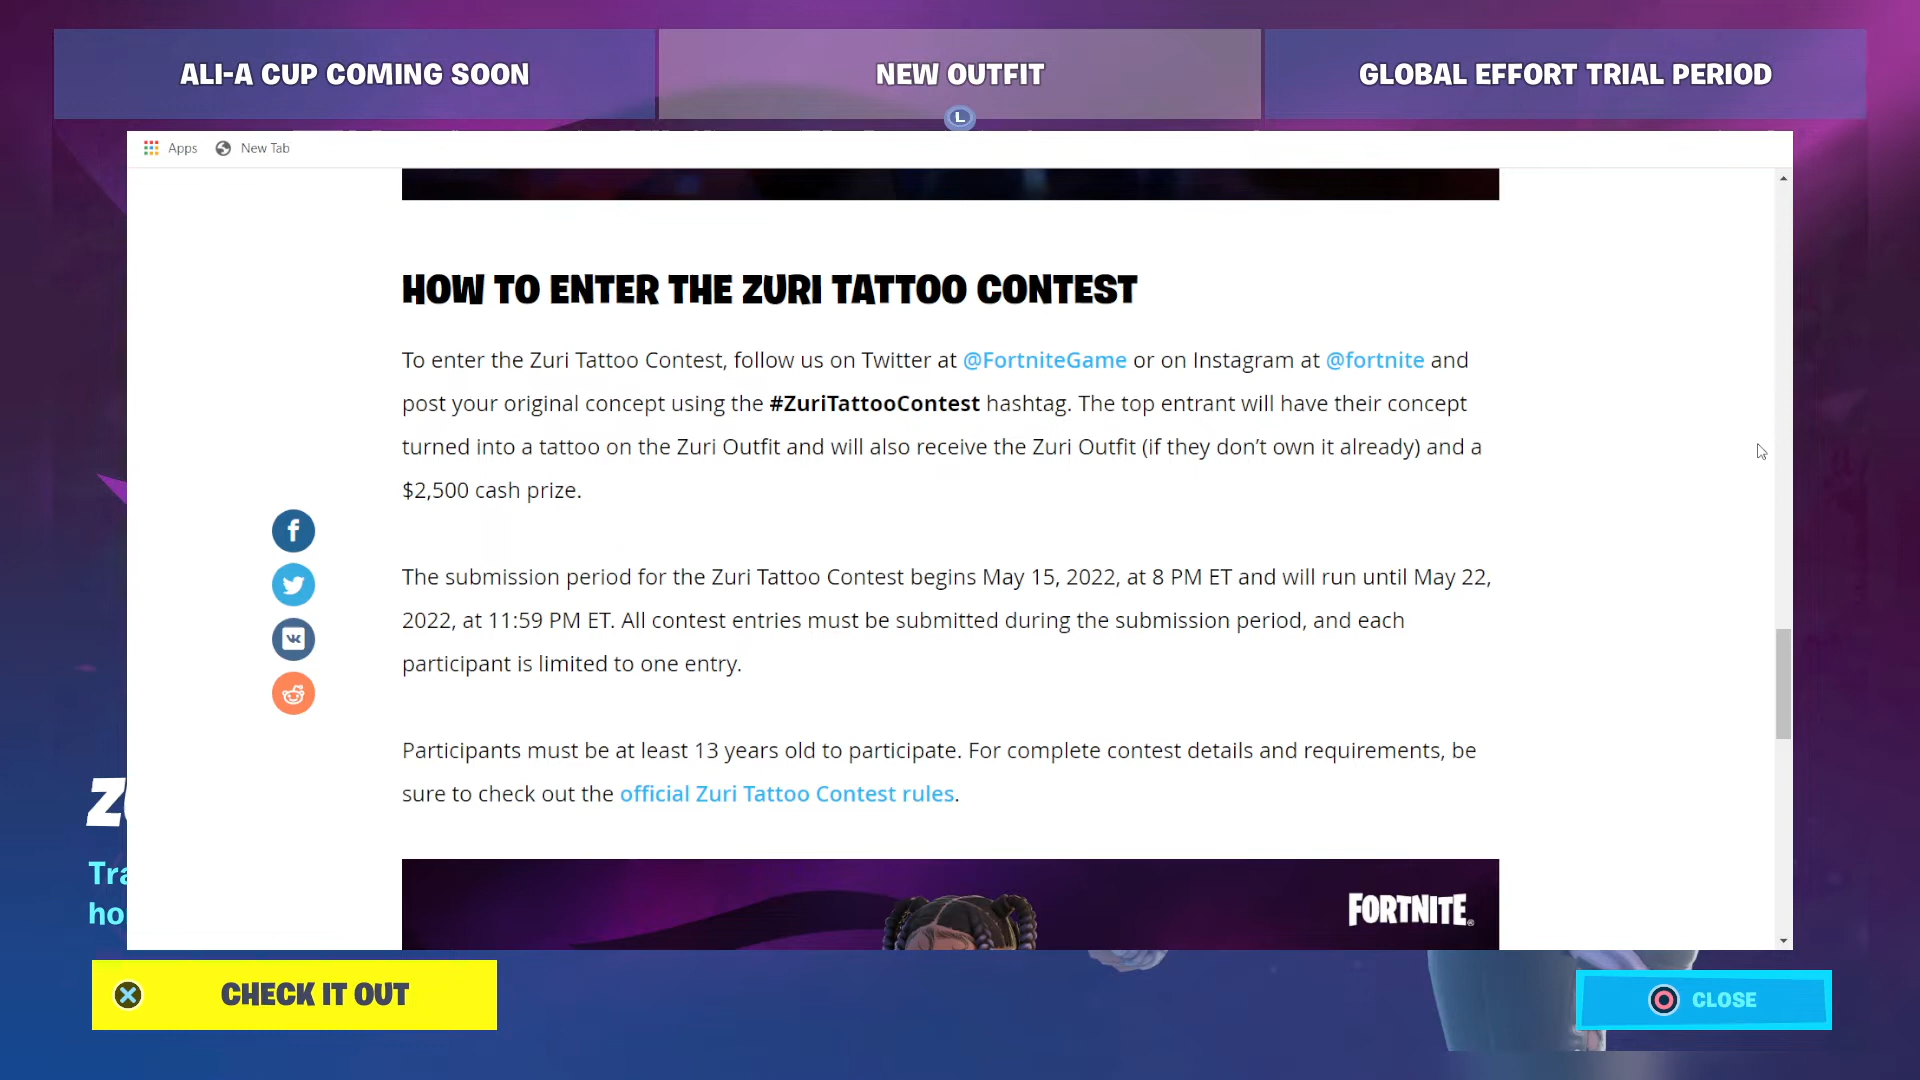 ALI-A CUP COMING SOON
NEW OUTFIT
GLOBAL EFFORT TRIAL PERIOD
L
Apps
New Tab
HOW TO ENTER THE ZURI TATTOO CONTEST
To enter the Zuri Tattoo Contest, follow us on Twitter at @FortniteGame or on Instagram at @fortnite and
post your original concept using the #ZuriTattooContest hashtag. The top entrant will have their concept
turned into a tattoo on the Zuri Outfit and will also receive the Zuri Outfit (if they don’t own it already) and a
$2,500 cash prize.
The submission period for the Zuri Tattoo Contest begins May 15, 2022, at 8 PM ET and will run until May 22,
2022, at 11:59 PM ET. All contest entries must be submitted during the submission period, and each
participant is limited to one entry.
Participants must be at least 13 years old to participate. For complete contest details and requirements, be
sure to check out the official Zuri Tattoo Contest rules.
FORTNITE
CHECK IT OUT
CLOSE